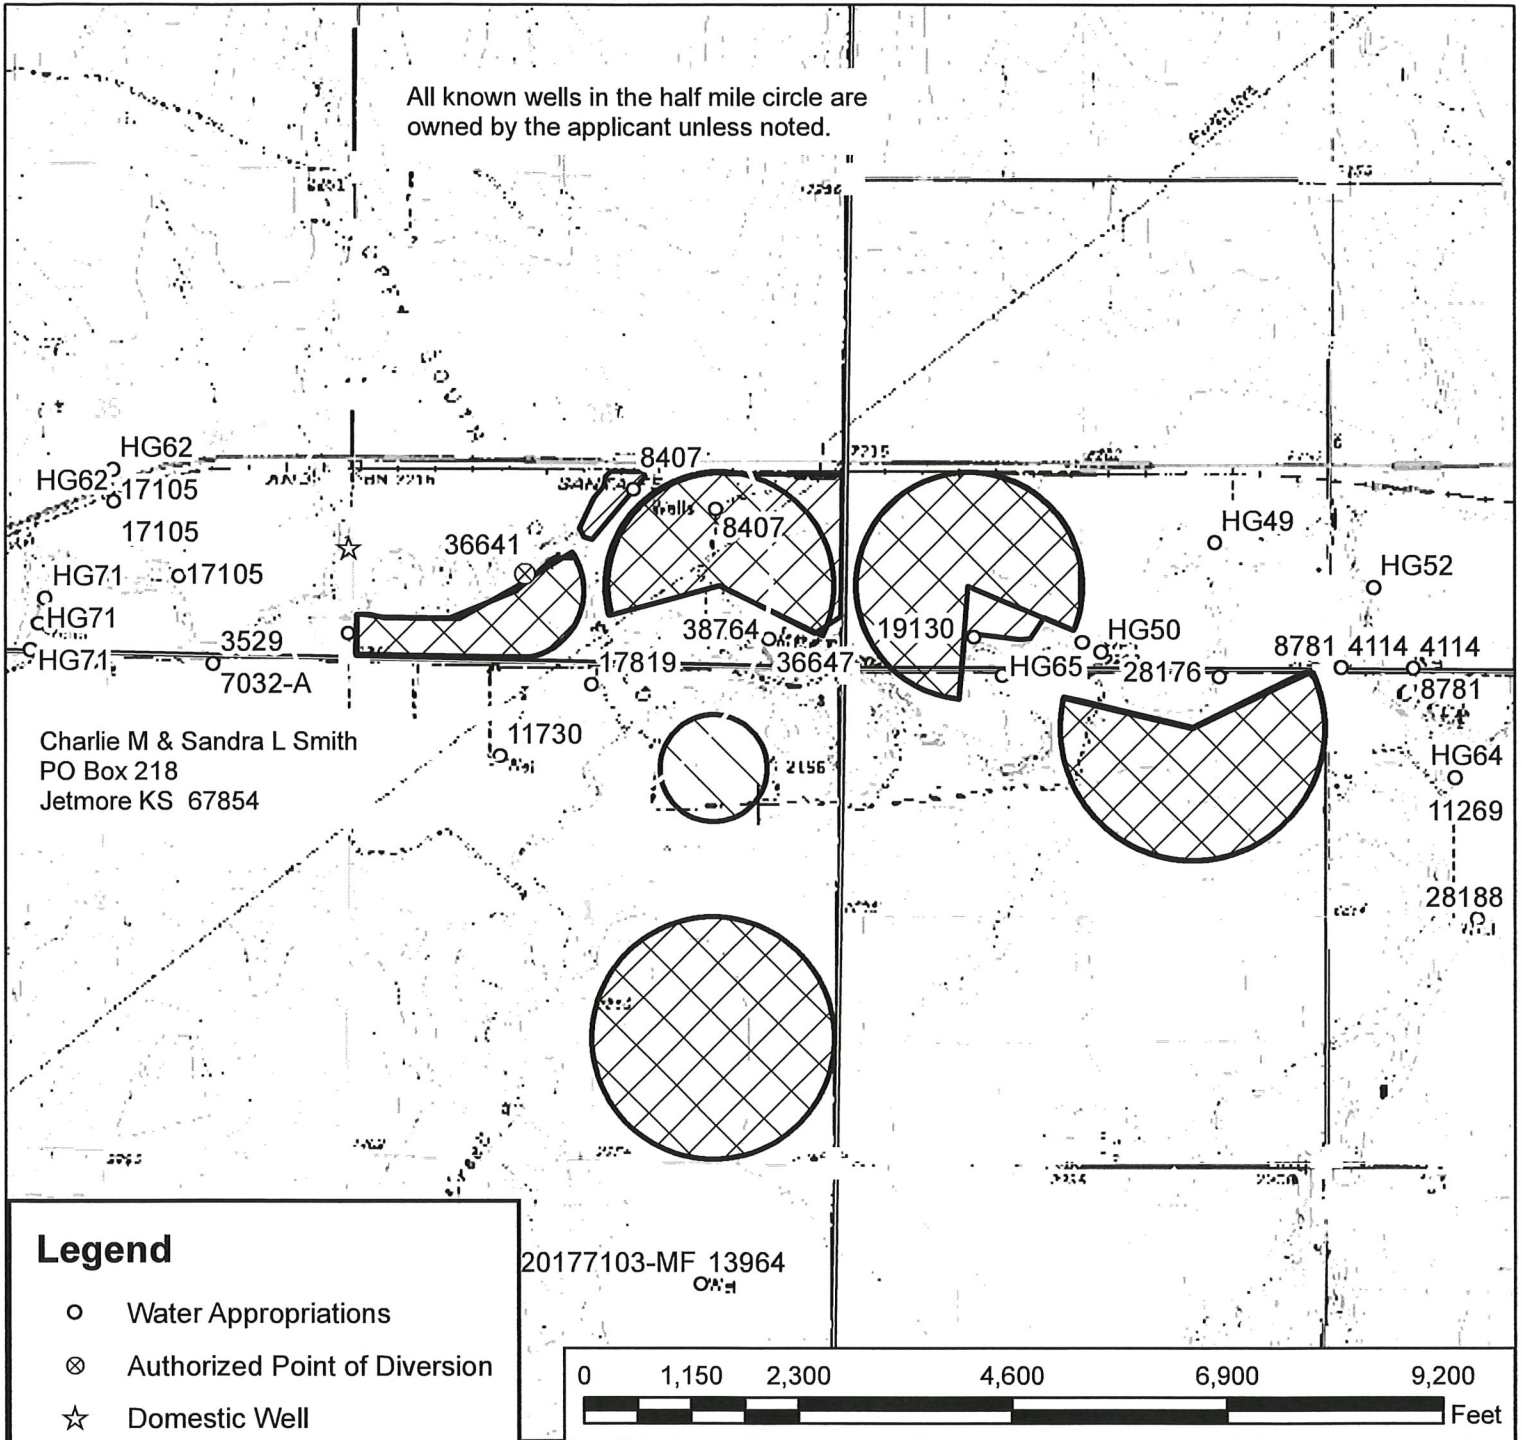 All known wells in the half mile circle are
owned by the applicant unless noted.
HG62
HG62
17105
17105
17105
HG71
HG71
HG71
3529
7032-A
36641
8407
8407
38764
17819
36647
11730
2156
2215
19130
HG50
HG65
28176
HG49
HG52
8781
4114
4114
8781
HG64
11269
28188
Charlie M & Sandra L Smith
PO Box 218
Jetmore KS 67854
20177103-MF 13964
Legend
Water Appropriations
Authorized Point of Diversion
Domestic Well
0 1,150 2,300 4,600 6,900 9,200
Feet